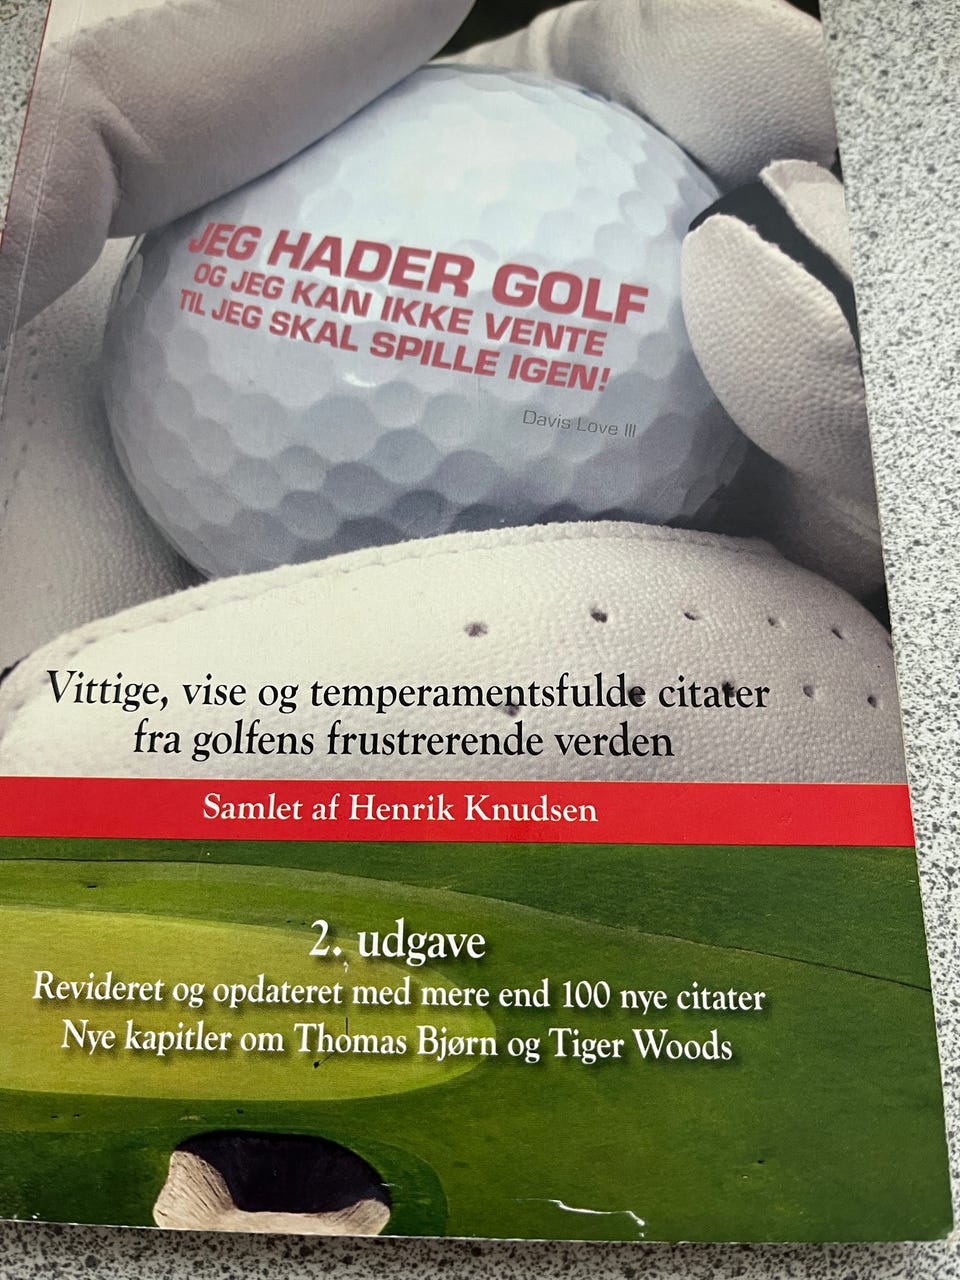 JEG HADER GOLF
OG JEG KAN IKKE VENTE
TIL JEG SKAL SPILLE IGEN!
Davis Love III
Vittige, vise og temperamentsfulde citater
fra golfens frustrerende verden
Samlet af Henrik Knudsen
2. udgave
Revideret og opdateret med mere end 100 nye citater
Nye kapitler om Thomas Bjørn og Tiger Woods